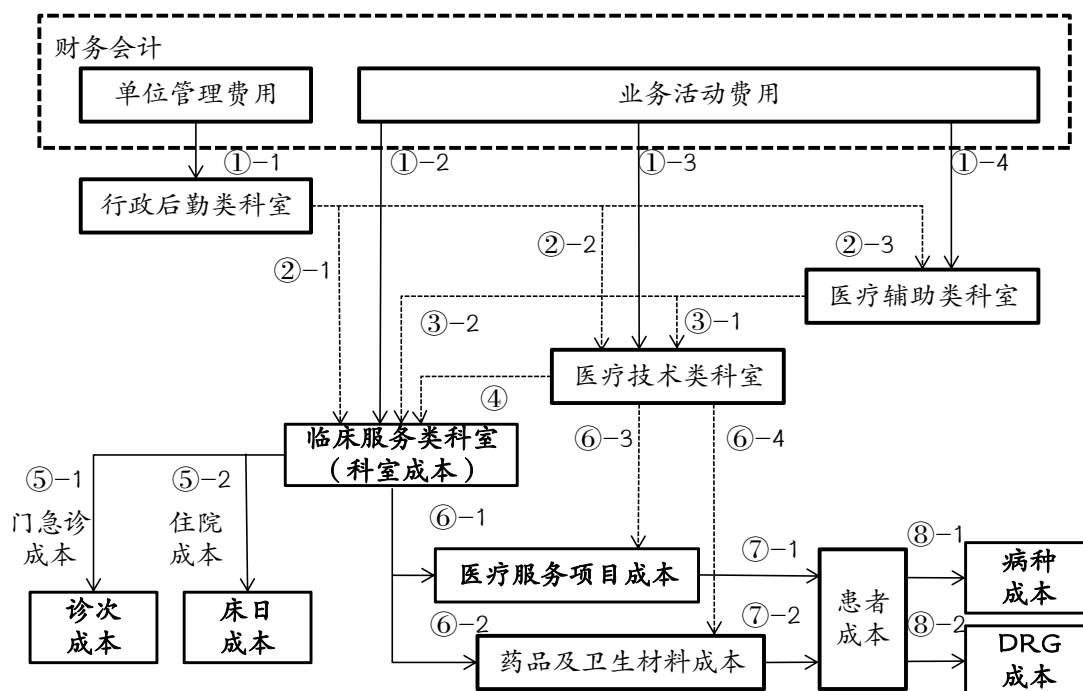 财务会计
单位管理费用
业务活动费用
①-1
①-2
①-3
①-4
行政后勤类科室
②-1
②-2
②-3
医疗辅助类科室
③-2
③-1
医疗技术类科室
④
⑥-3
⑥-4
临床服务类科室
（科室成本）
⑤-1
门急诊
成本
⑤-2
住院
成本
⑥-1
医疗服务项目成本
⑦-1
⑧-1
病种
成本
诊次
成本
床日
成本
⑥-2
药品及卫生材料成本
⑦-2
患者
成本
⑧-2
DRG
成本